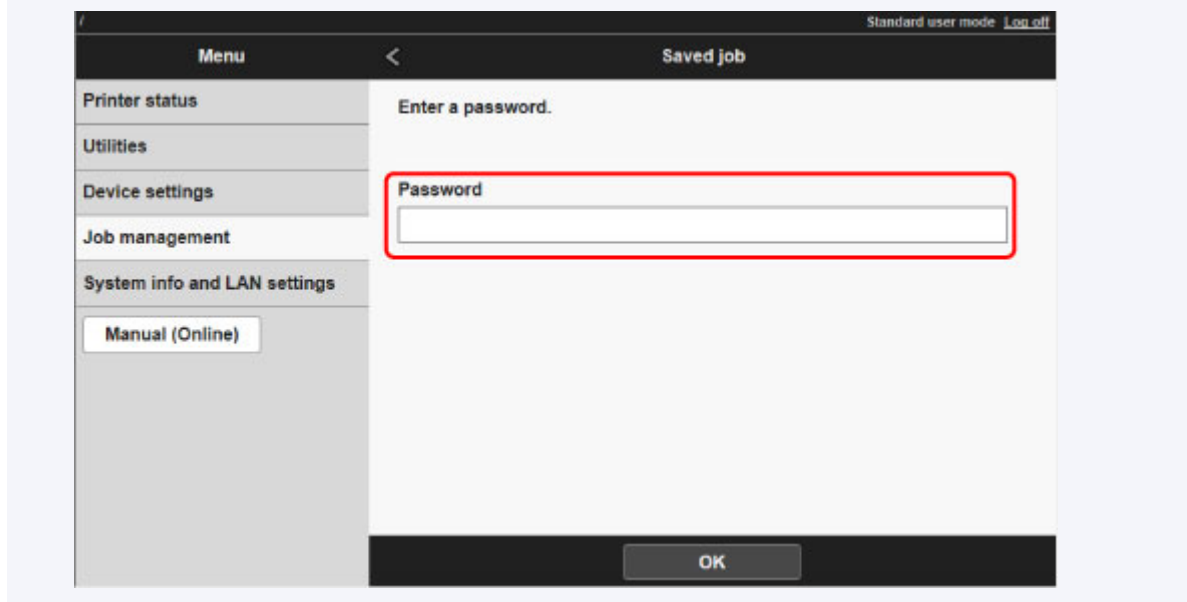 /
Standard user mode Log off
Menu
< Saved job
Printer status
Enter a password.
Utilities
Device settings
Password
Job management
System info and LAN settings
Manual (Online)
OK